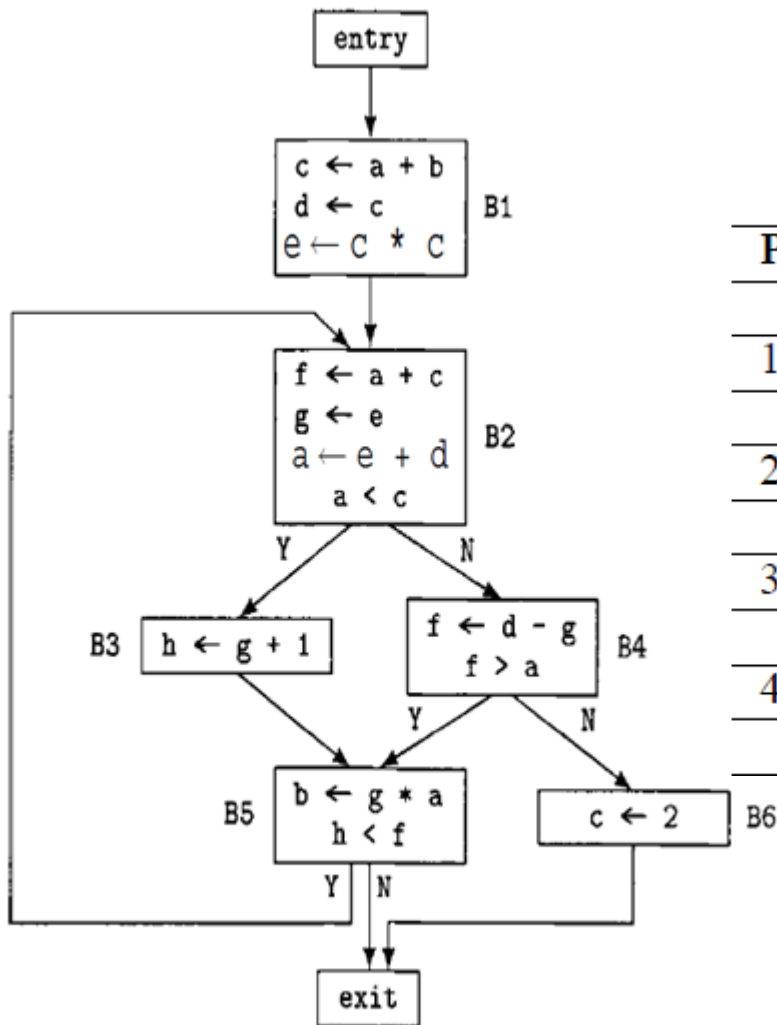 entry
c ← a + b
d ← c
e ← C * C
B1
f ← a + c
g ← e
a ← e + d
a < c
B2
Y
N
B3
h ← g + 1
f ← d - g
f > a
B4
Y
N
B5
b ← g * a
h < f
c ← 2
B6
Y
N
exit
P
1
2
3
4